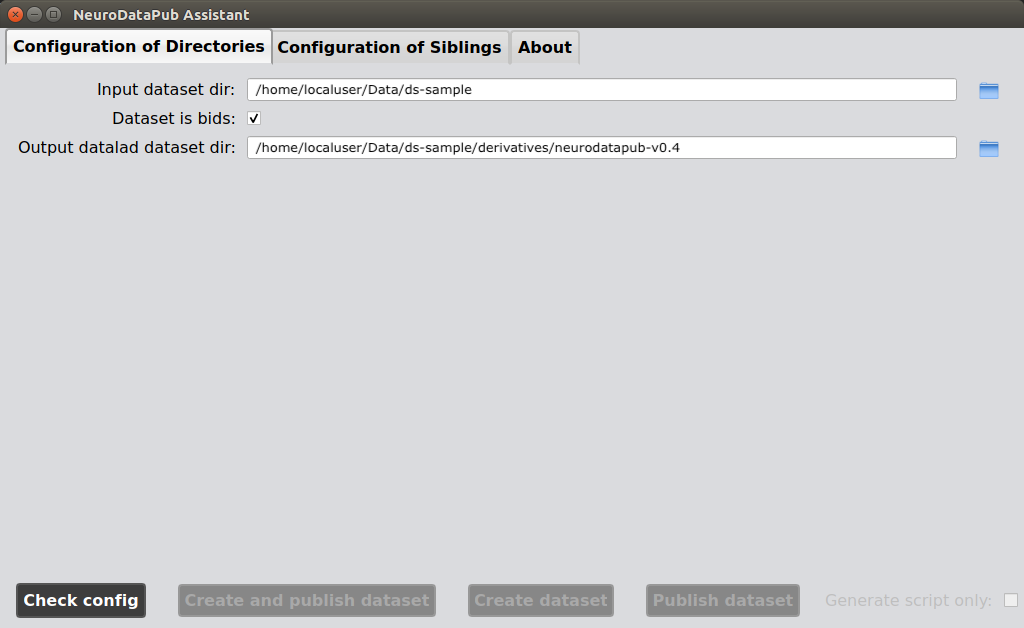 NeuroDataPub Assistant
Configuration of Directories Configuration of Siblings About
Input dataset dir: /home/localuser/Data/ds-sample
Dataset is bids:
Output datalad dataset dir: /home/localuser/Data/ds-sample/derivatives/neurodatapub-v0.4
Check config Create and publish dataset Create dataset Publish dataset Generate script only: